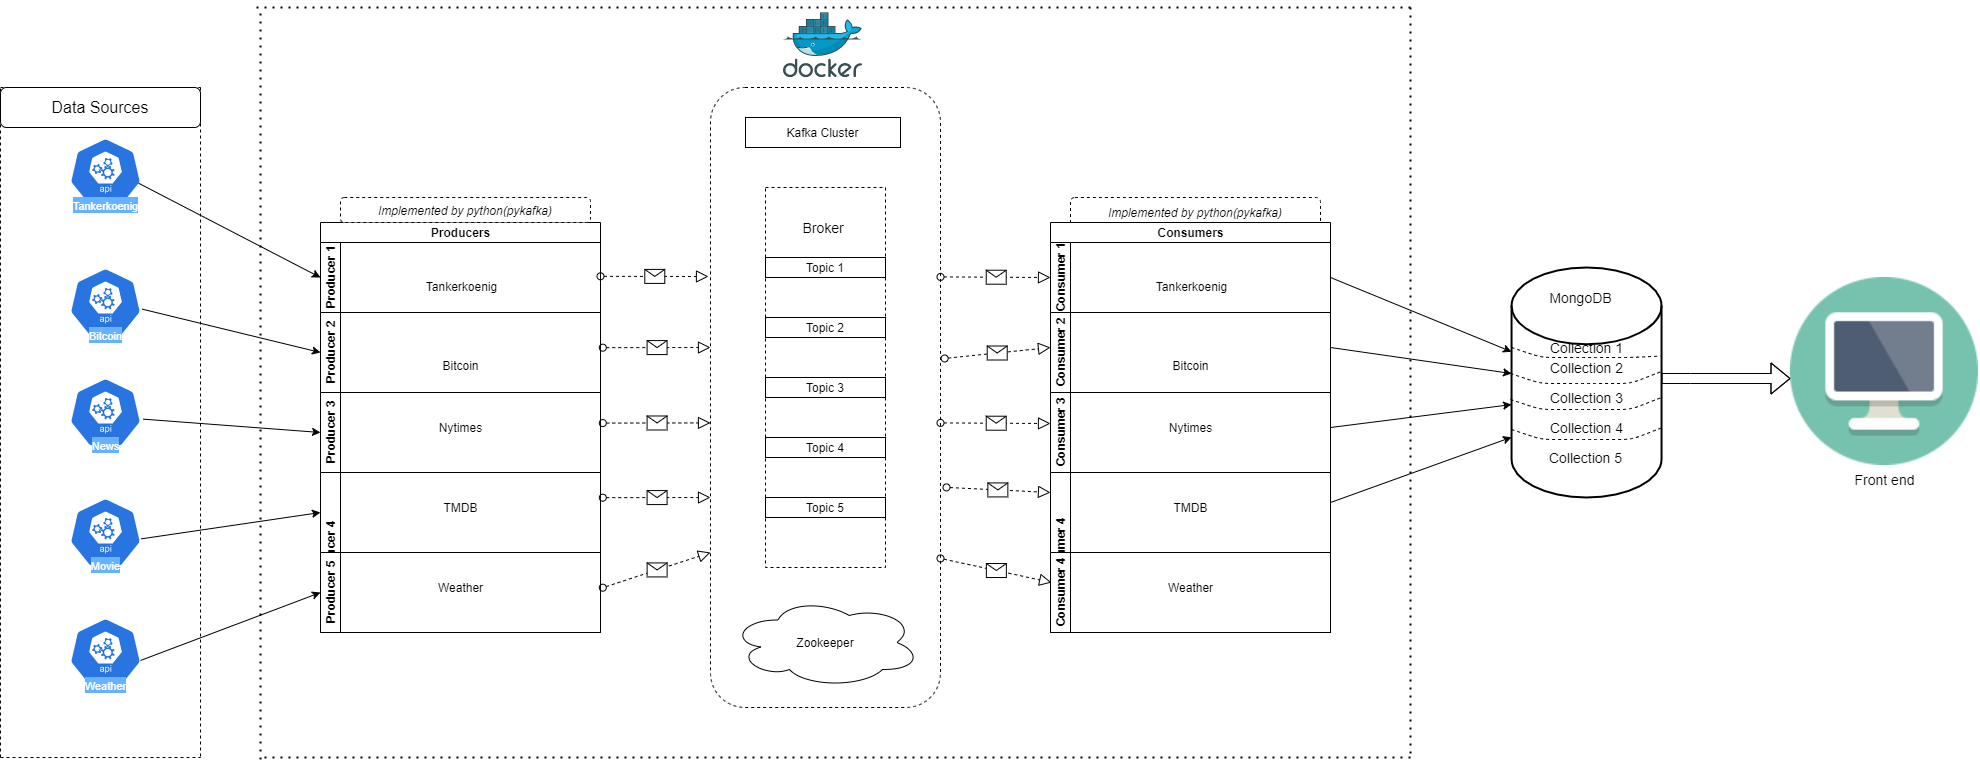 docker
Data Sources
api
Tankerkoenig
api
Bitcoin
api
News
api
Movie
api
Weather
Implemented by python(pykafka)
Producers
Producer 1
Tankerkoenig
Producer 2
Bitcoin
Producer 3
Nytimes
ucer 4
TMDB
Producer 5
Weather
Kafka Cluster
Broker
Topic 1
Topic 2
Topic 3
Topic 4
Topic 5
Zookeeper
Implemented by python(pykafka)
Consumers
Consumer 1
Tankerkoenig
Consumer 2
Bitcoin
Consumer 3
Nytimes
umer 4
TMDB
Consumer 4
Weather
MongoDB
Collection 1
Collection 2
Collection 3
Collection 4
Collection 5
Front end